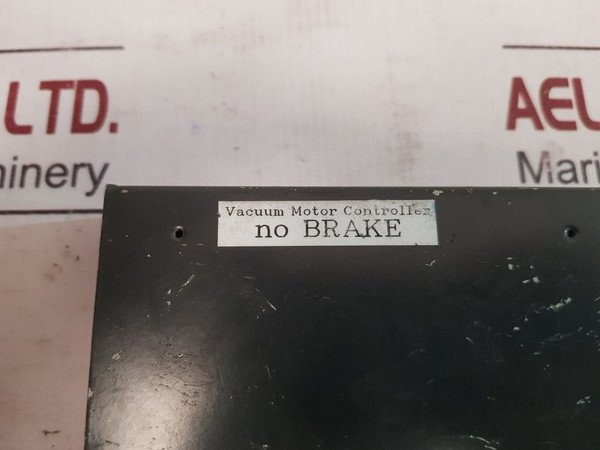 LTD.
AEL
hinery
Mari
Vacuum Motor Controller
no BRAKE